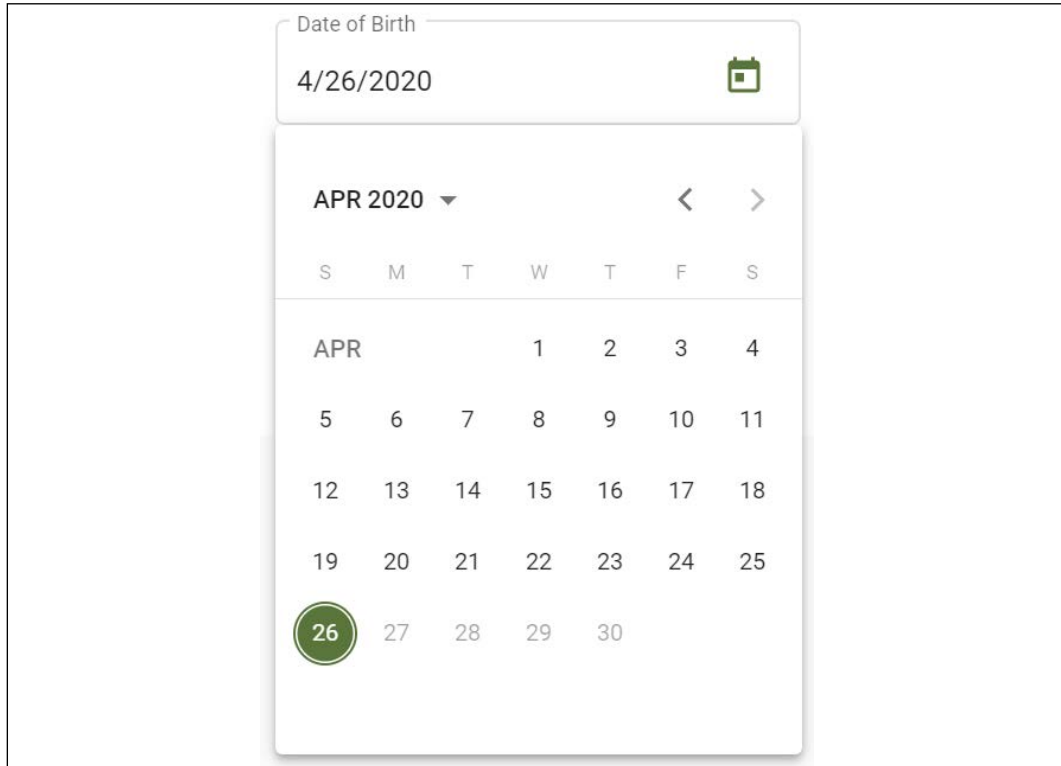 Date of Birth
4/26/2020
APR 2020
S M T W T F S
APR 1 2 3 4
5 6 7 8 9 10 11
12 13 14 15 16 17 18
19 20 21 22 23 24 25
26 27 28 29 30